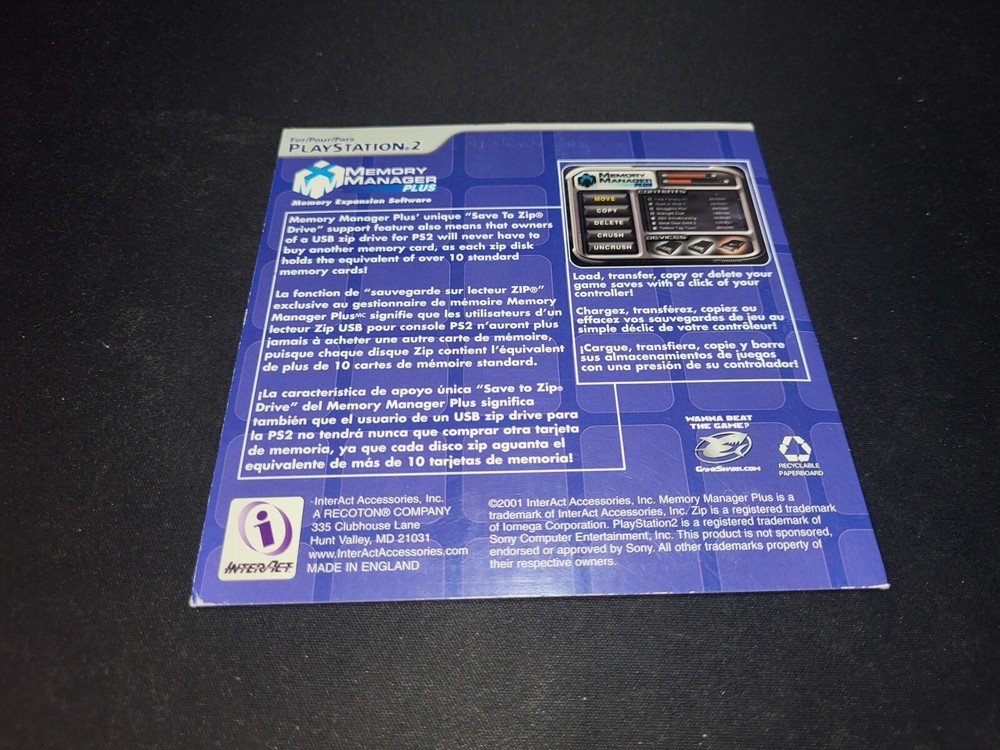 For/Pour/Para
PLAYSTATION®2
MEMORY
MANAGER
PLUS
Memory Expansion Software
Memory Manager Plus' unique "Save To Zip®
Drive" support feature also means that owners
of a USB zip drive for PS2 will never have to
buy another memory card, as each zip disk
holds the equivalent of over 10 standard
memory cards!
La fonction de "sauvegarde sur lecteur ZIP®"
exclusive au gestionnaire de mémoire Memory
Manager Plusᴹᶜ signifie que les utilisateurs d'un
lecteur Zip USB pour console PS2 n'auront plus
jamais à acheter une autre carte de mémoire,
puisque chaque disque Zip contient l'équivalent
de plus de 10 cartes de mémoire standard.
¡La característica de apoyo única "Save to Zip®
Drive" del Memory Manager Plus significa
también que el usuario de un USB zip drive para
la PS2 no tendrá nunca que comprar otra tarjeta
de memoria, ya que cada disco zip aguanta el
equivalente de más de 10 tarjetas de memoria!
MEMORY
MANAGER
PLUS
CONTENTS
MOVE
COPY
DELETE
CRUSH
UNCRUSH
DEVICES
Load, transfer, copy or delete your
game saves with a click of your
controller!
Chargez, transférez, copiez ou
effacez vos sauvegardes de jeu au
simple déclic de votre contrôleur!
¡Cargue, transfiera, copie y borre
sus almacenamientos de juegos
con una presión de su controlador!
WANNA BEAT
THE GAME?
GAMESHARK.COM
RECYCLABLE
PAPERBOARD
INTERACT
InterAct Accessories, Inc.
A RECOTON® COMPANY
335 Clubhouse Lane
Hunt Valley, MD 21031
www.InterActAccessories.com
MADE IN ENGLAND
©2001 InterAct Accessories, Inc. Memory Manager Plus is a
trademark of InterAct Accessories, Inc. Zip is a registered trademark
of Iomega Corporation. PlayStation2 is a registered trademark of
Sony Computer Entertainment, Inc. This product is not sponsored,
endorsed or approved by Sony. All other trademarks property of
their respective owners.